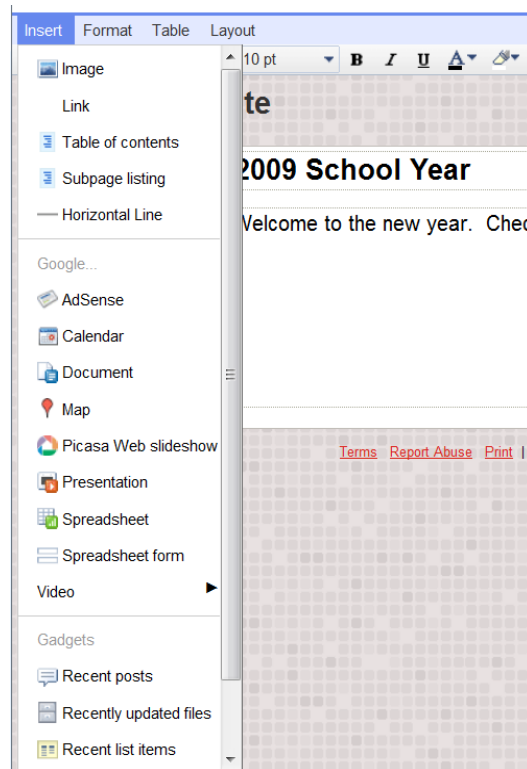 Insert Format Table Layout
Image
10 pt B I U A
Link
te
Table of contents
Subpage listing
2009 School Year
Horizontal Line
Welcome to the new year. Chec
Google...
AdSense
Calendar
Document
Map
Picasa Web slideshow
Terms Report Abuse Print |
Presentation
Spreadsheet
Spreadsheet form
Video
Gadgets
Recent posts
Recently updated files
Recent list items